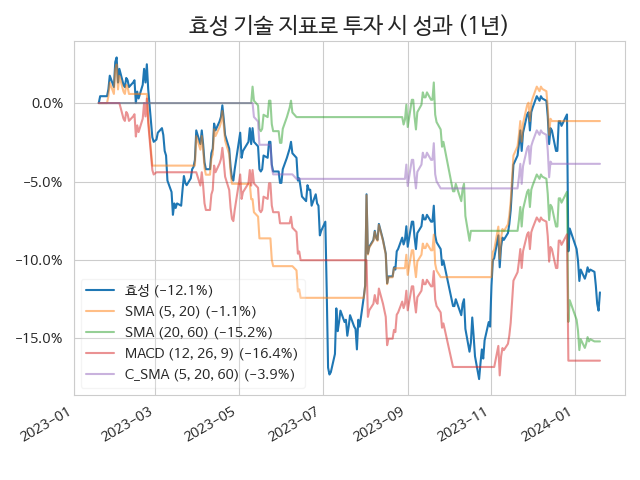 효성 기술 지표로 투자 시 성과 (1년)
0.0%
−5.0%
−10.0%
−15.0%
효성 (−12.1%)
SMA (5, 20) (−1.1%)
SMA (20, 60) (−15.2%)
MACD (12, 26, 9) (−16.4%)
C_SMA (5, 20, 60) (−3.9%)
2023-01
2023-03
2023-05
2023-07
2023-09
2023-11
2024-01